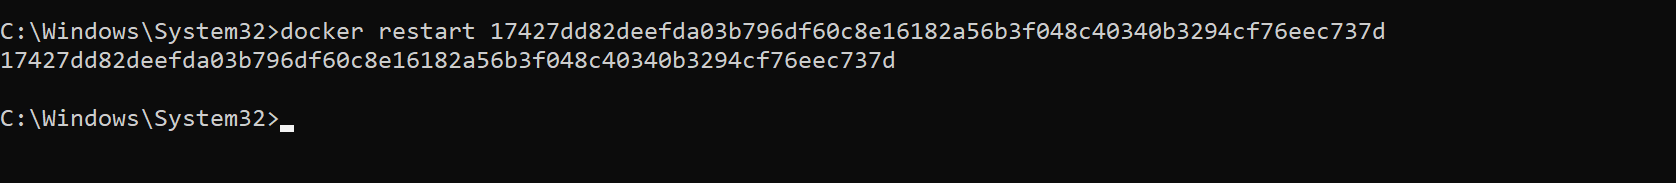 C:\Windows\System32>docker restart 17427dd82deefda03b796df60c8e16182a56b3f048c40340b3294cf76eec737d
17427dd82deefda03b796df60c8e16182a56b3f048c40340b3294cf76eec737d
C:\Windows\System32>